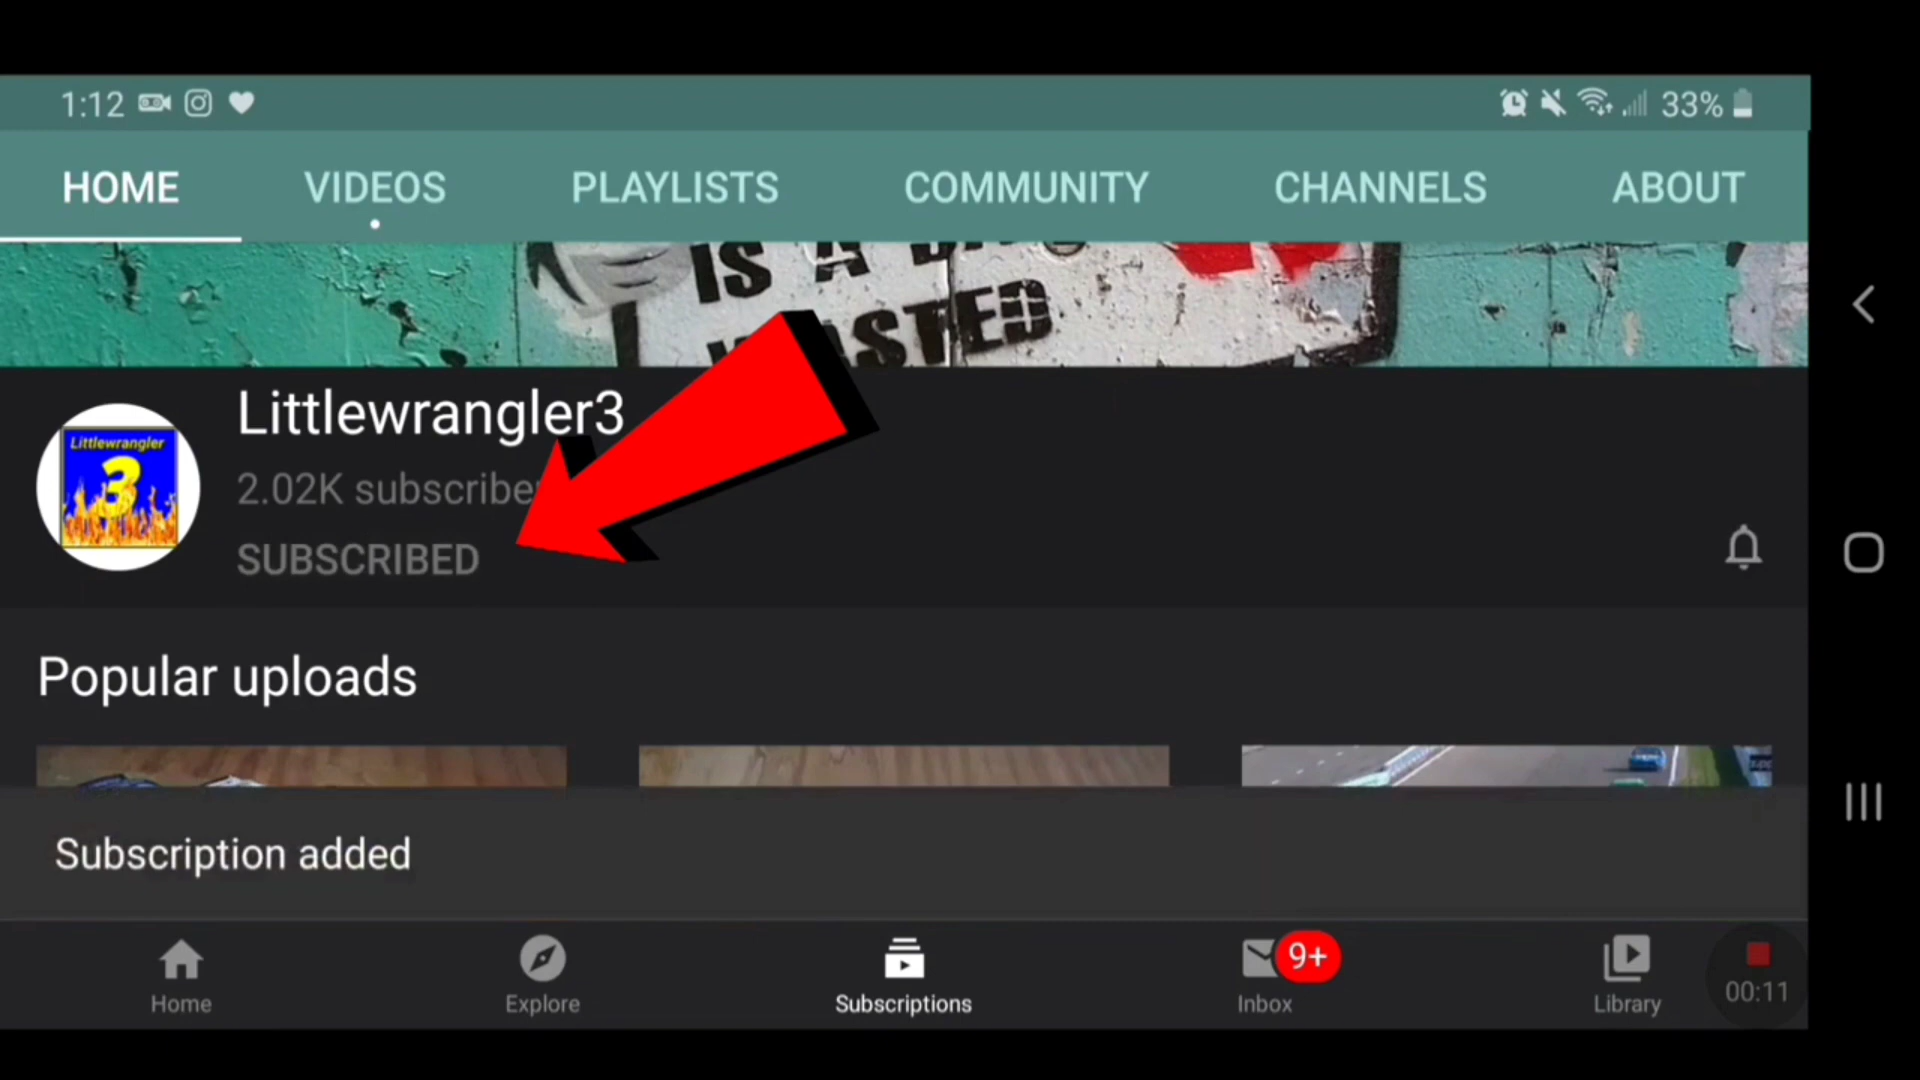 1:12
33%
HOME VIDEOS PLAYLISTS COMMUNITY CHANNELS ABOUT
IS A
WASTED
Littlewrangler3
Littlewrangler
3
2.02K
SUBSCRIBED
Popular uploads
Subscription added
Home Explore Subscriptions Inbox 9+ Library 00:11